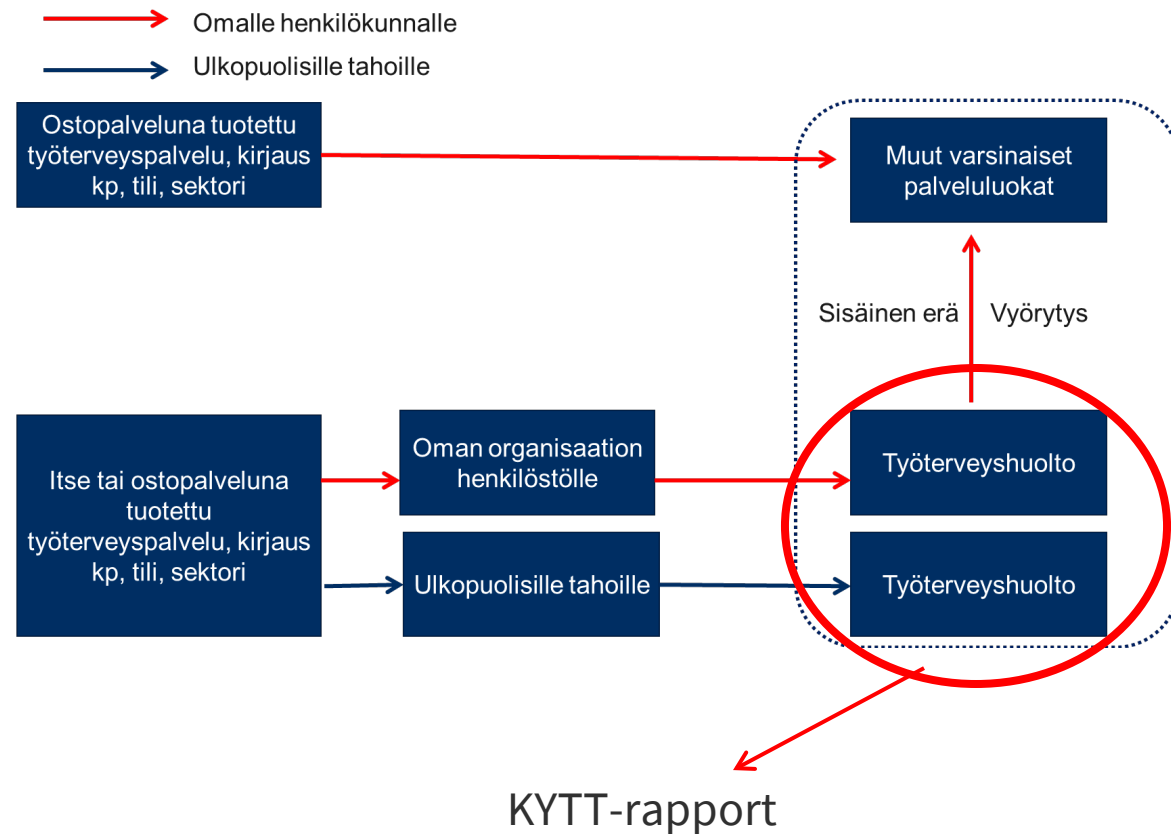 Omalle henkilökunnalle
Ulkopuolisille tahoille
Ostopalveluna tuotettu
työterveyspalvelu, kirjaus
kp, tili, sektori
Muut varsinaiset
palveluluokat
Sisäinen erä
Vyörytys
Itse tai ostopalveluna
tuotettu
työterveyspalvelu, kirjaus
kp, tili, sektori
Oman organisaation
henkilöstölle
Työterveyshuolto
Ulkopuolisille tahoille
Työterveyshuolto
KYTT-rapport